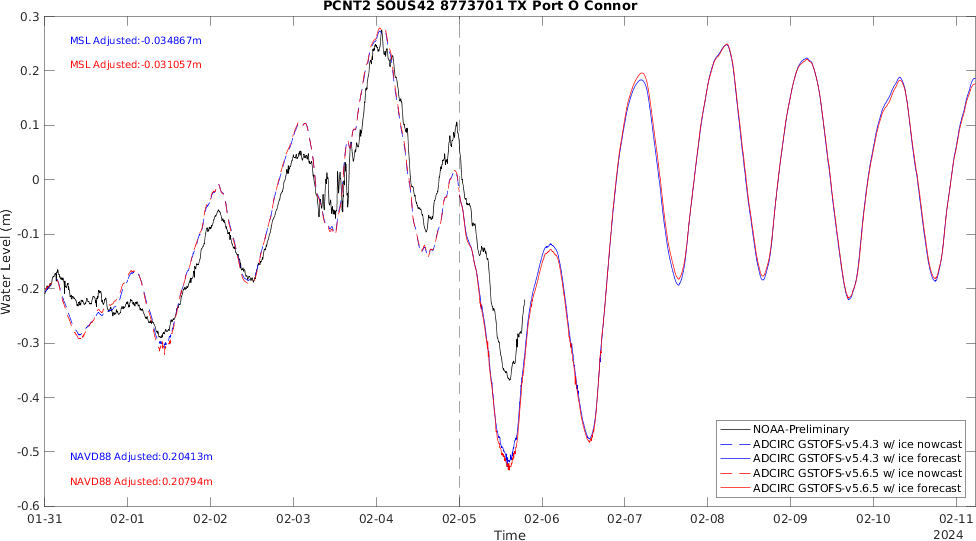 PCNT2 SOUS42 8773701 TX Port O Connor
0.3
0.2
0.1
0
-0.1
-0.2
-0.3
-0.4
-0.5
-0.6
Water Level (m)
MSL Adjusted:-0.034867m
MSL Adjusted:-0.031057m
NAVD88 Adjusted:0.20413m
NAVD88 Adjusted:0.20794m
NOAA-Preliminary
ADCIRC GSTOFS-v5.4.3 w/ ice nowcast
ADCIRC GSTOFS-v5.4.3 w/ ice forecast
ADCIRC GSTOFS-v5.6.5 w/ ice nowcast
ADCIRC GSTOFS-v5.6.5 w/ ice forecast
01-31 02-01 02-02 02-03 02-04 02-05 02-06 02-07 02-08 02-09 02-10 02-11
2024
Time